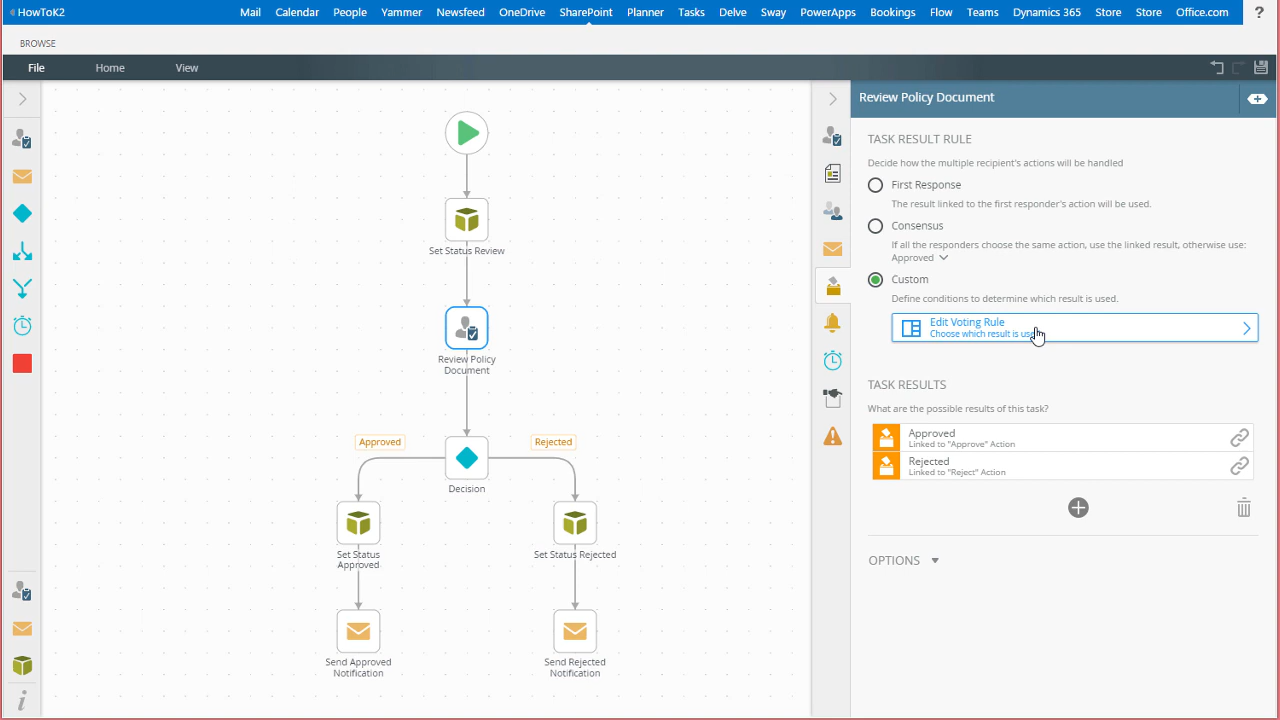 HowToK2
Mail Calendar People Yammer Newsfeed OneDrive SharePoint Planner Tasks Delve Sway PowerApps Bookings Flow Teams Dynamics 365 Store Store Office.com ?
BROWSE
File Home View
Review Policy Document
TASK RESULT RULE
Decide how the multiple recipient's actions will be handled
First Response
The result linked to the first responder's action will be used.
Consensus
If all the responders choose the same action, use the linked result, otherwise use:
Approved
Custom
Define conditions to determine which result is used.
Edit Voting Rule
Choose which result is
TASK RESULTS
What are the possible results of this task?
Approved
Linked to "Approve" Action
Rejected
Linked to "Reject" Action
OPTIONS
Set Status Review
Review Policy
Document
Approved
Rejected
Decision
Set Status
Approved
Set Status Rejected
Send Approved
Notification
Send Rejected
Notification